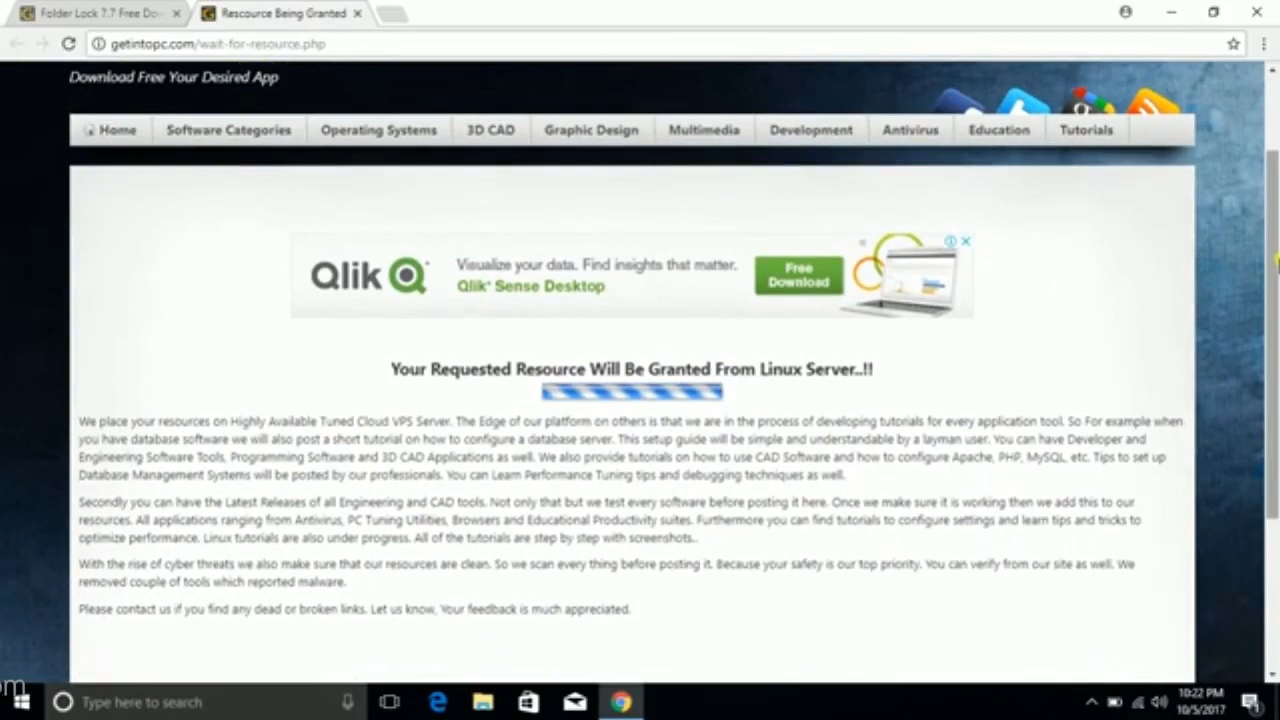 Folder Lock 7.7 Free Do
Rescource Being Granted
getintopc.com/wait-for-resource.php
Download Free Your Desired App
Home Software Categories Operating Systems 3D CAD Graphic Design Multimedia Development Antivirus Education Tutorials
Qlik Visualize your data. Find insights that matter. Free
Qlik Sense Desktop Download
Your Requested Resource Will Be Granted From Linux Server..!!
We place your resources on Highly Available Tuned Cloud VPS Server. The Edge of our platform on others is that we are in the process of developing tutorials for every application tool. So For example when
you have database software we will also post a short tutorial on how to configure a database server. This setup guide will be simple and understandable by a layman user. You can have Developer and
Engineering Software Tools, Programming Software and 3D CAD Applications as well. We also provide tutorials on how to use CAD Software and how to configure Apache, PHP, MySQL, etc. Tips to set up
Database Management Systems will be posted by our professionals. You can Learn Performance Tuning tips and debugging techniques as well.
Secondly you can have the Latest Releases of all Engineering and CAD tools. Not only that but we test every software before posting it here. Once we make sure it is working then we add this to our
resources. All applications ranging from Antivirus, PC Tuning Utilities, Browsers and Educational Productivity suites. Furthermore you can find tutorials to configure settings and learn tips and tricks to
optimize performance. Linux tutorials are also under progress. All of the tutorials are step by step with screenshots..
With the rise of cyber threats we also make sure that our resources are clean. So we scan every thing before posting it. Because your safety is our top priority. You can verify from our site as well. We
removed couple of tools which reported malware.
Please contact us if you find any dead or broken links. Let us know, Your feedback is much appreciated.
om
Type here to search
10:22 PM
10/5/2017